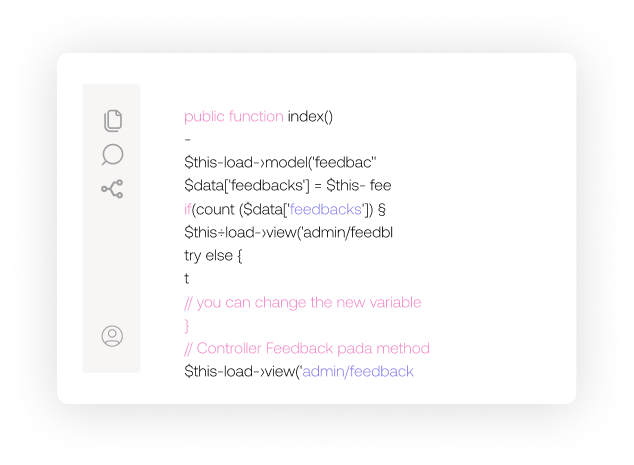 public function index()
-
$this-load->model('feedbac"
$data['feedbacks'] = $this- fee
if(count ($data['feedbacks']) §
$this÷load->view('admin/feedbl
try else {
t
// you can change the new variable
}
// Controller Feedback pada method
$this-load->view('admin/feedback